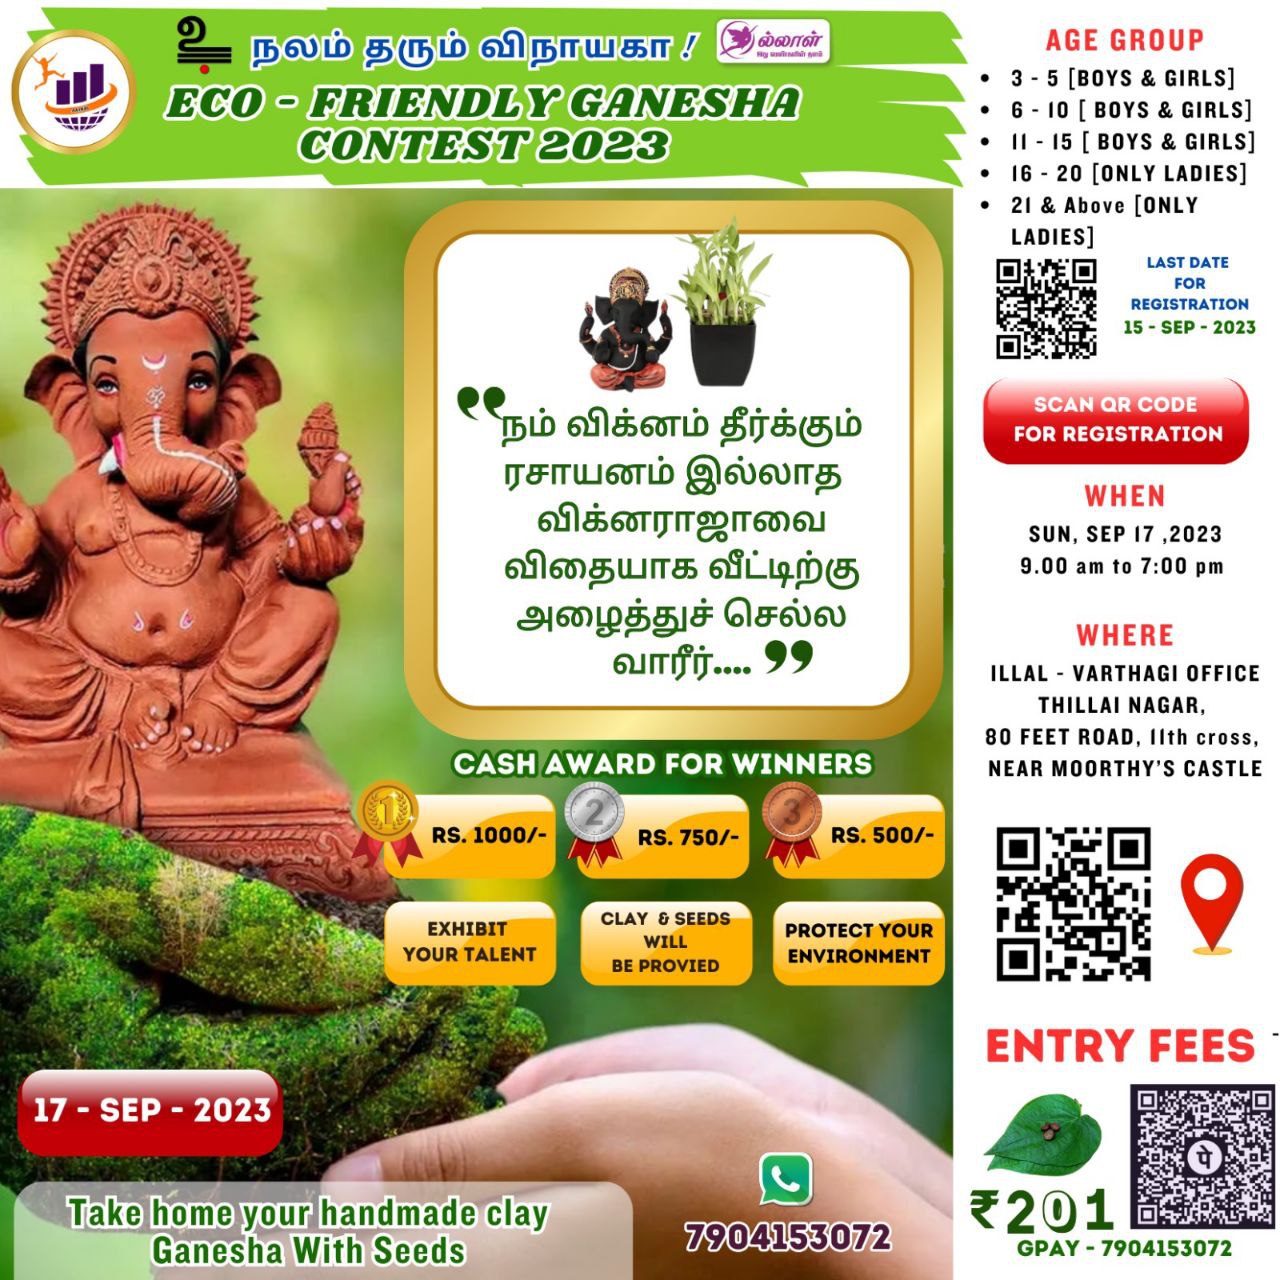 உ நலம் தரும் விநாயகா !
ல்லாள்
ECO - FRIENDLY GANESHA
CONTEST 2023
"நம் விக்னம் தீர்க்கும்
ரசாயனம் இல்லாத
விக்னராஜாவை
விதையாக வீட்டிற்கு
அழைத்துச் செல்ல
வாரீர்.... "
CASH AWARD FOR WINNERS
1 RS. 1000/-
2 RS. 750/-
3 RS. 500/-
EXHIBIT
YOUR TALENT
CLAY & SEEDS
WILL
BE PROVIED
PROTECT YOUR
ENVIRONMENT
17 - SEP - 2023
Take home your handmade clay
Ganesha With Seeds
7904153072
AGE GROUP
• 3 - 5 [BOYS & GIRLS]
• 6 - 10 [ BOYS & GIRLS]
• 11 - 15 [ BOYS & GIRLS]
• 16 - 20 [ONLY LADIES]
• 21 & Above [ONLY
LADIES]
LAST DATE
FOR
REGISTRATION
15 - SEP - 2023
SCAN QR CODE
FOR REGISTRATION
WHEN
SUN, SEP 17 ,2023
9.00 am to 7:00 pm
WHERE
ILLAL - VARTHAGI OFFICE
THILLAI NAGAR,
80 FEET ROAD, 11th cross,
NEAR MOORTHY'S CASTLE
ENTRY FEES -
पे
₹201
GPAY - 7904153072